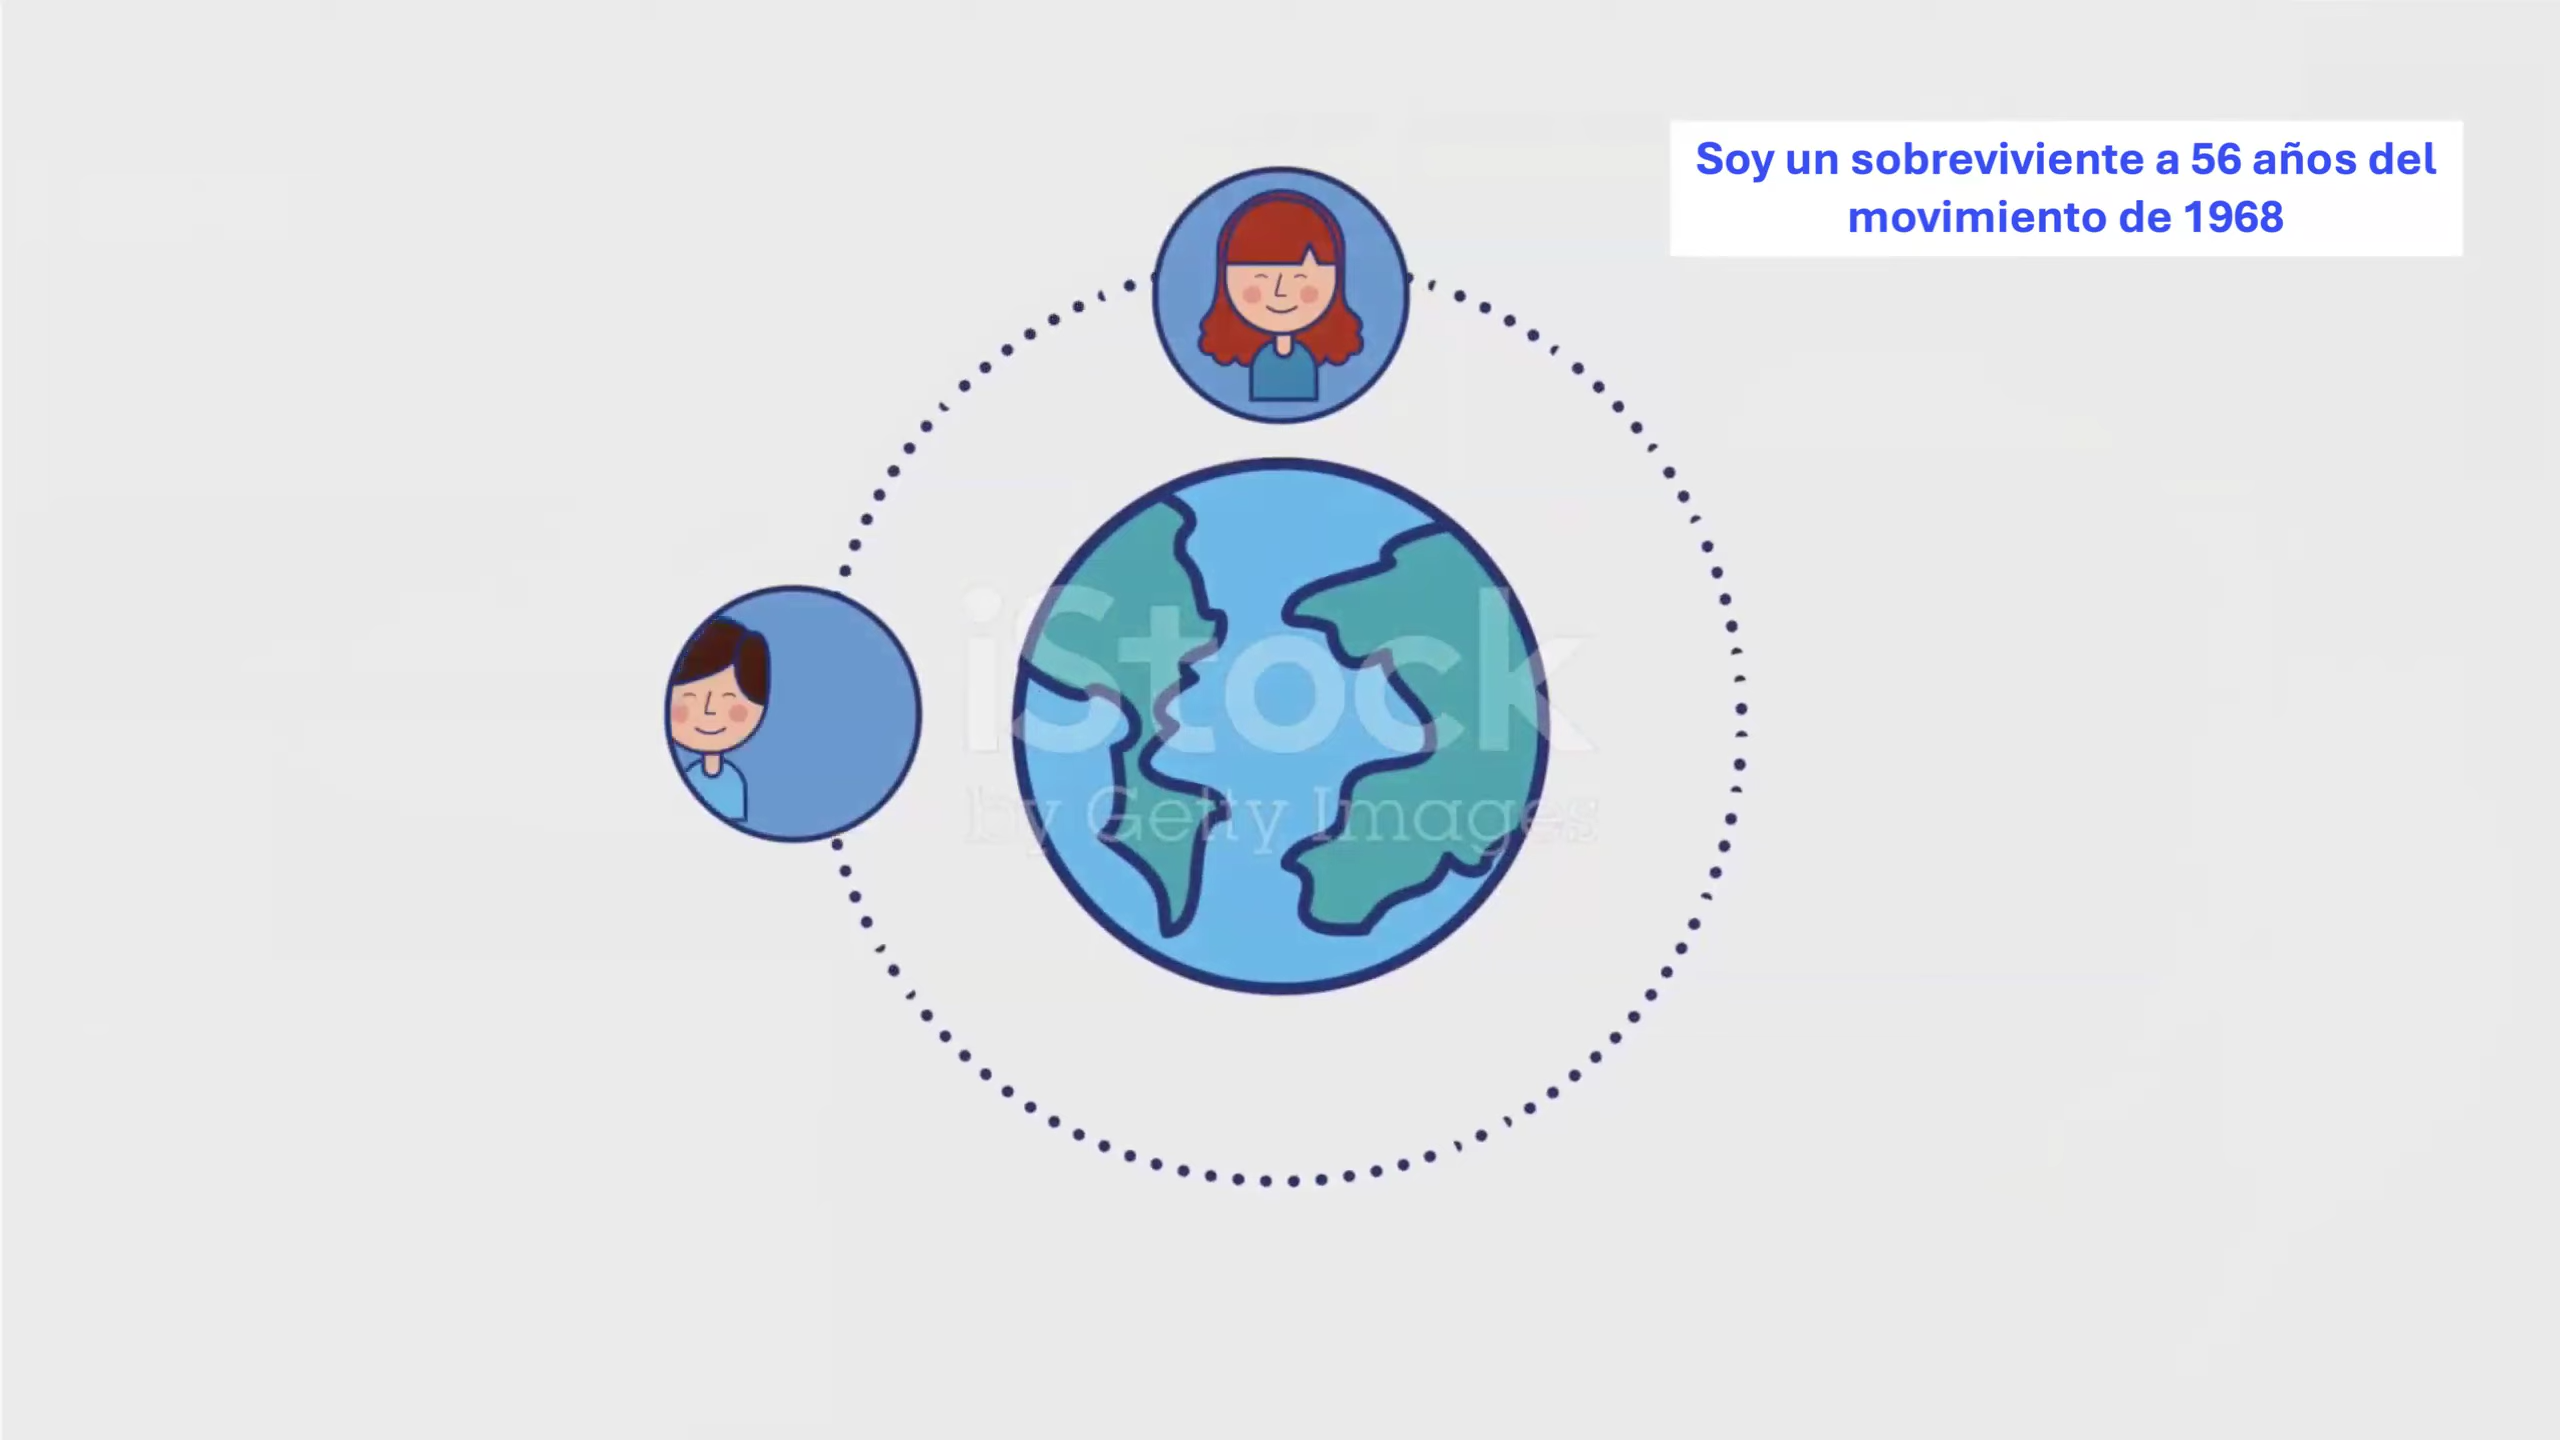 Soy un sobreviviente a 56 años del
movimiento de 1968
iStock
by Getty Images